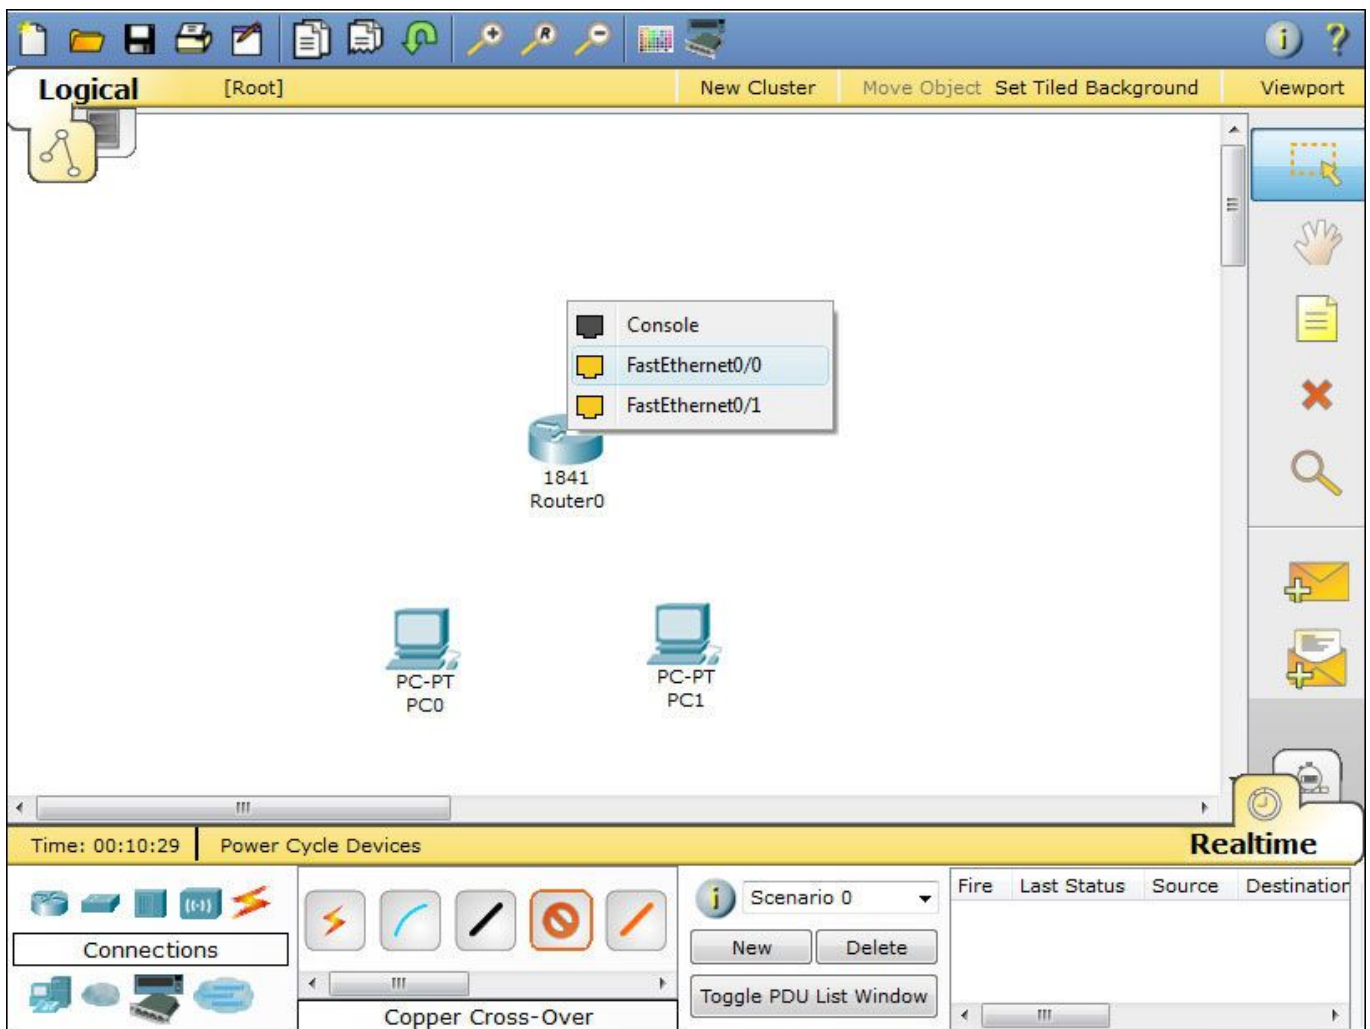 Logical [Root] New Cluster Move Object Set Tiled Background Viewport
Console
FastEthernet0/0
FastEthernet0/1
1841
Router0
PC-PT
PC0
PC-PT
PC1
Time: 00:10:29 Power Cycle Devices Realtime
Connections
Copper Cross-Over
Scenario 0
New Delete
Toggle PDU List Window
Fire Last Status Source Destination